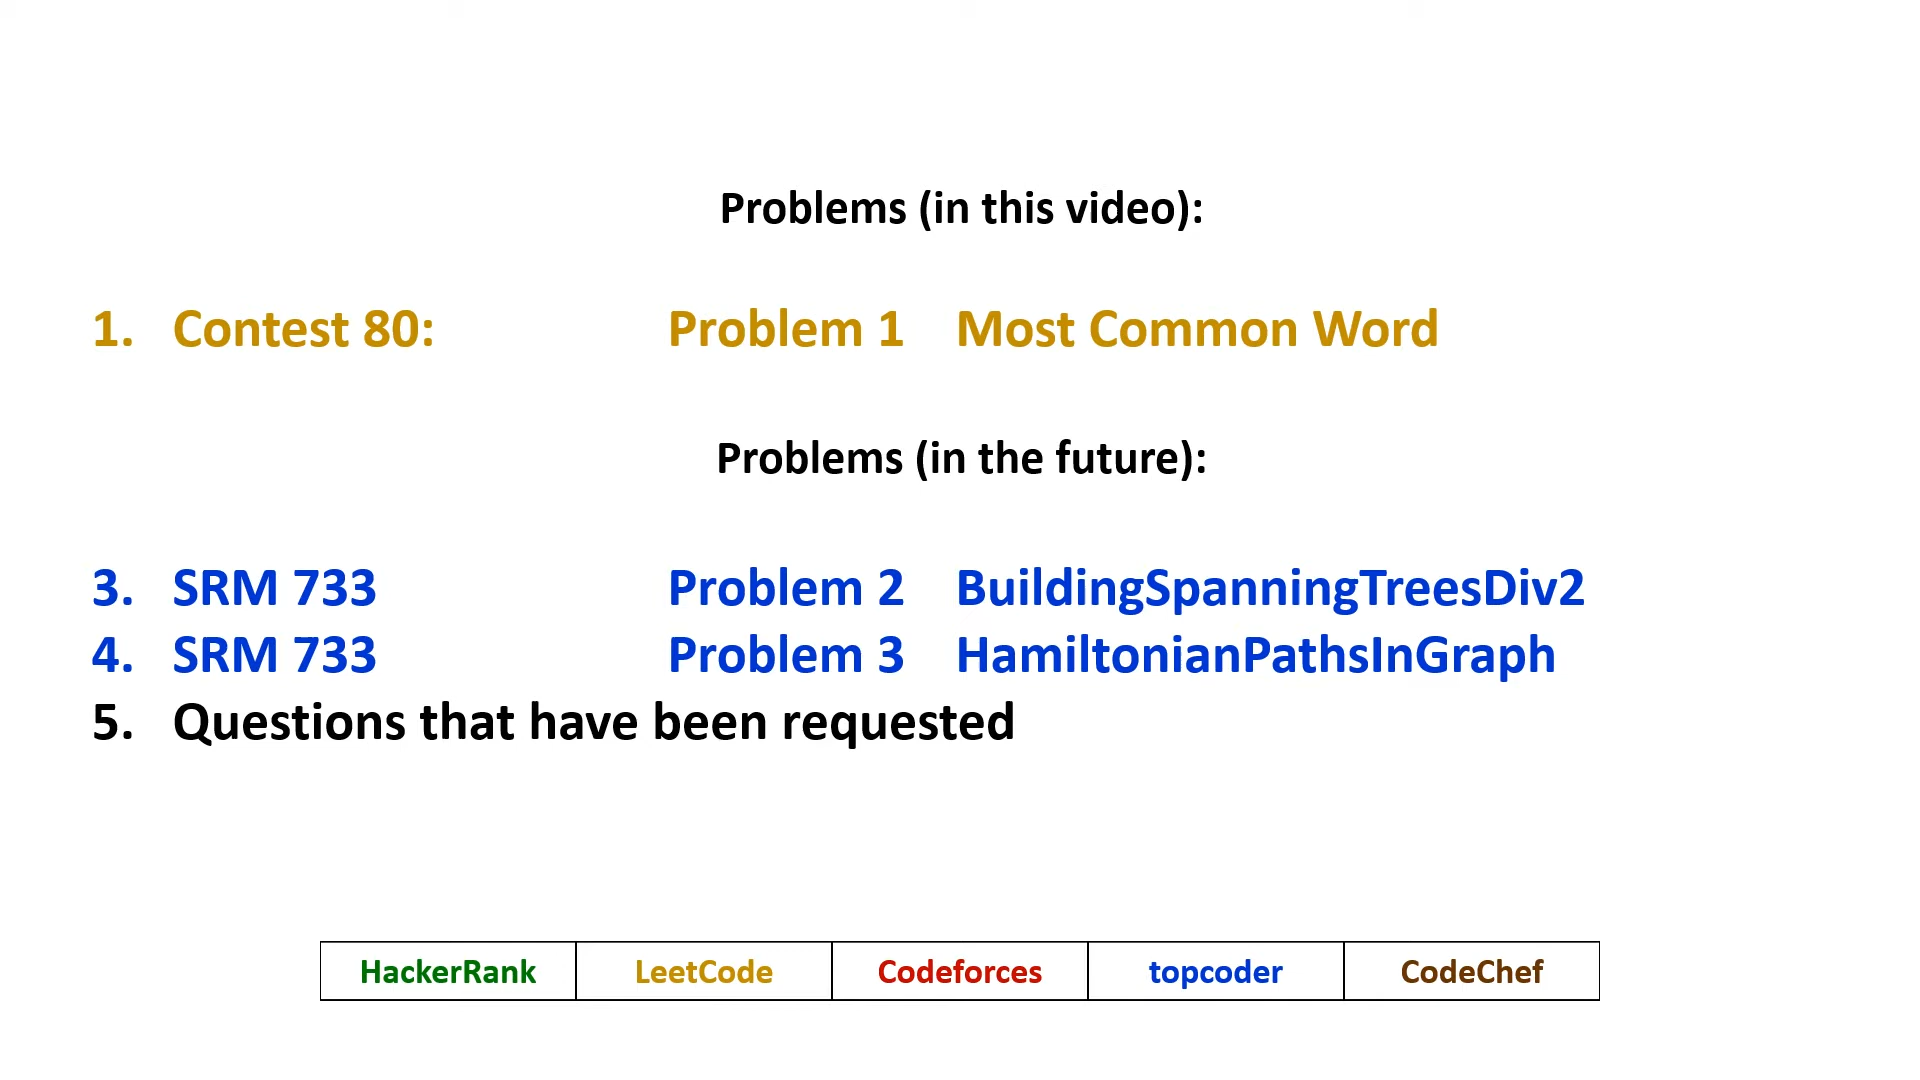 Problems (in this video):
1. Contest 80: Problem 1 Most Common Word
Problems (in the future):
3. SRM 733 Problem 2 BuildingSpanningTreesDiv2
4. SRM 733 Problem 3 HamiltonianPathsInGraph
5. Questions that have been requested
HackerRank LeetCode Codeforces topcoder CodeChef